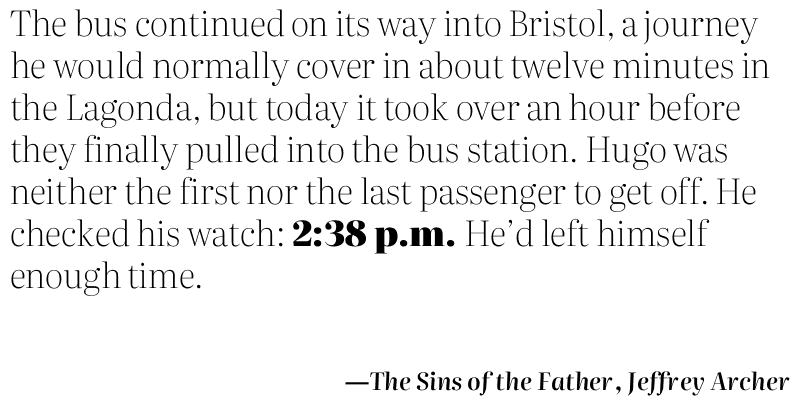 The bus continued on its way into Bristol, a journey
he would normally cover in about twelve minutes in
the Lagonda, but today it took over an hour before
they finally pulled into the bus station. Hugo was
neither the first nor the last passenger to get off. He
checked his watch: 2:38 p.m. He’d left himself
enough time.
—The Sins of the Father, Jeffrey Archer